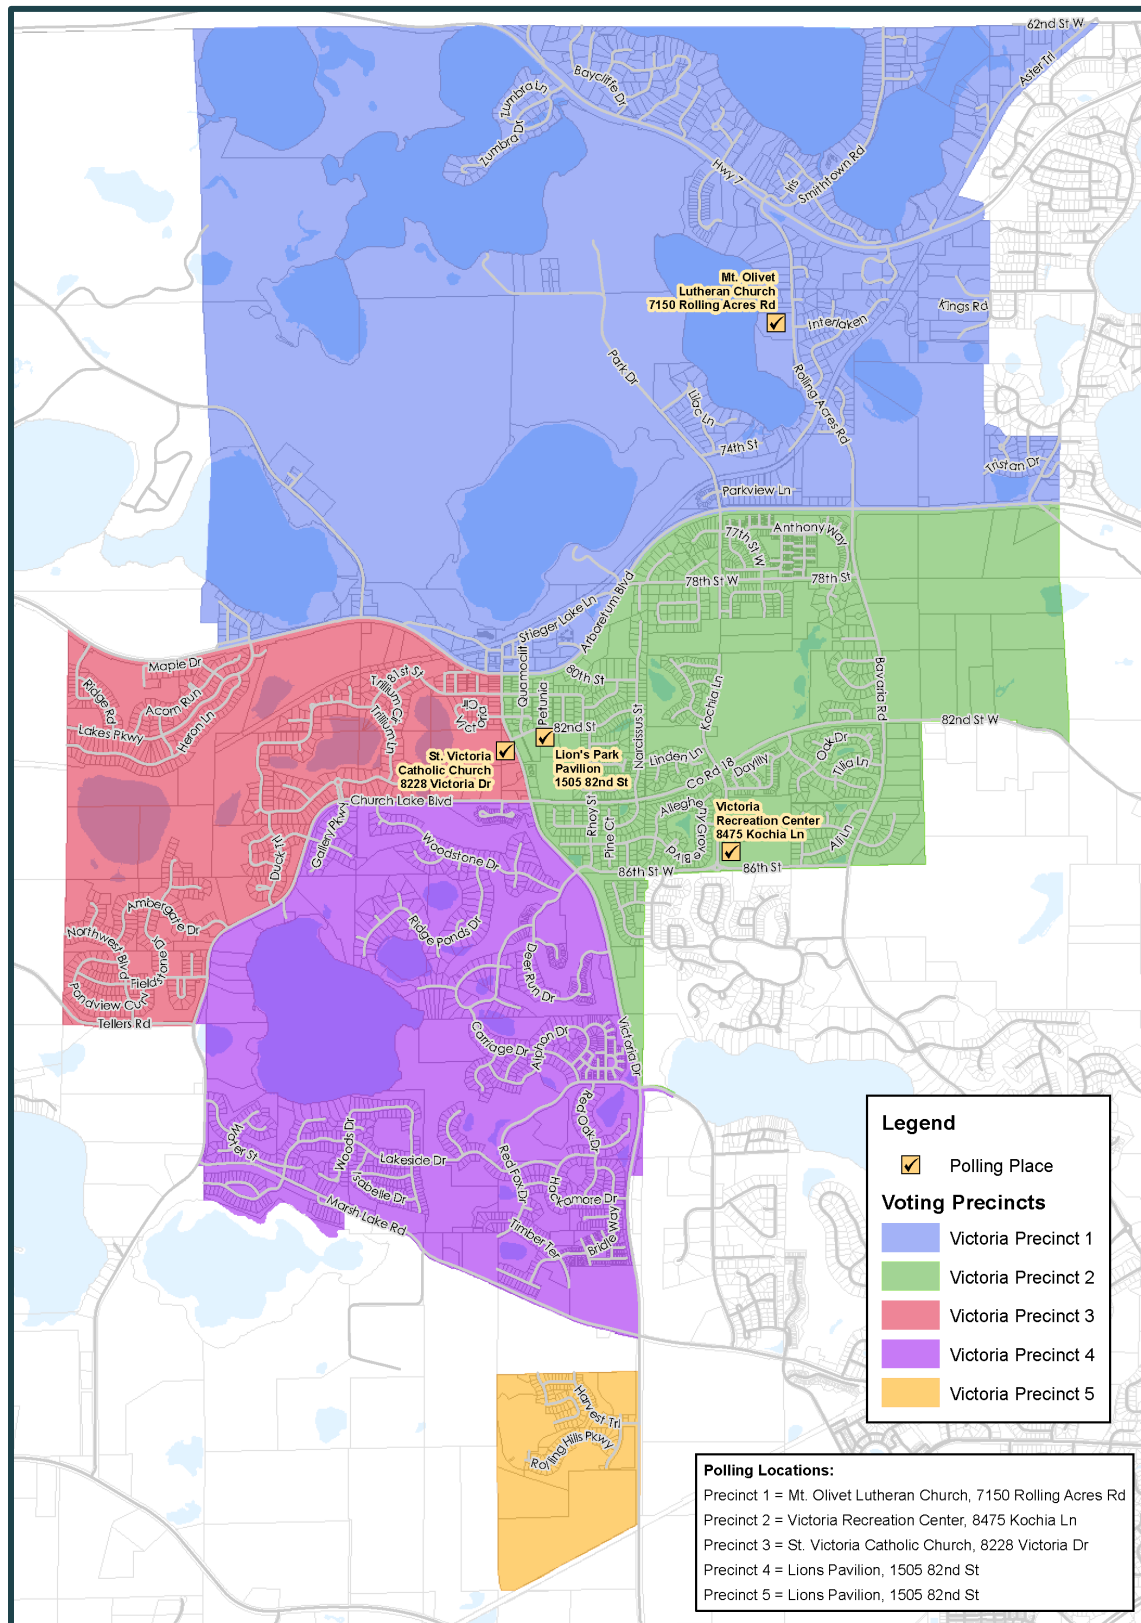 62nd St W
Aster Trl
Baycliffe Dr
Zumbra Ln
Zumbra Dr
Hwy 7
Iris
Smithtown Rd
Mt. Olivet
Lutheran Church
7150 Rolling Acres Rd
Kings Rd
Interlaken
Park Dr
Rolling Acres Rd
Lilac Ln
74th St
Tristan Dr
Parkview Ln
77th St W
Anthony Way
78th St W
78th St
Arboretum Blvd
Stieger Lake Ln
Maple Dr
Ridge Rd
Acorn Run
Heron Ln
Lakes Pkwy
81st St
Trillium Cir
Trillium Ln
Victoria Cir
Quamoclit
Petunia
80th St
82nd St
Narcissus St
Kochia Ln
Bavaria Rd
82nd St W
St. Victoria
Catholic Church
8228 Victoria Dr
Lion's Park
Pavilion
1505 82nd St
Linden Ln
Co Rd 18
Daylily
Oak Dr
Tilia Ln
Church Lake Blvd
Gallery Pkwy
Duck Trl
Rhoy St
Pine Ct
Allegheny Grove Blvd
Victoria
Recreation Center
8475 Kochia Ln
Alli Ln
86th St W
86th St
Woodstone Dr
Ridge Ponds Dr
Deer Run Dr
Ambergate Dr
Northwest Blvd
Fieldstone Dr
Pondview Curv
Tellers Rd
Carriage Dr
Alphon Dr
Victoria Dr
Red Oak Dr
Water St
Woods Dr
Lakeside Dr
Isabelle Dr
Marsh Lake Rd
Red Fox Dr
Hackamore Dr
Timber Ter
Bridle Way
Harvest Trl
Rolling Hills Pkwy
Legend
Polling Place
Voting Precincts
Victoria Precinct 1
Victoria Precinct 2
Victoria Precinct 3
Victoria Precinct 4
Victoria Precinct 5
Polling Locations:
Precinct 1 = Mt. Olivet Lutheran Church, 7150 Rolling Acres Rd
Precinct 2 = Victoria Recreation Center, 8475 Kochia Ln
Precinct 3 = St. Victoria Catholic Church, 8228 Victoria Dr
Precinct 4 = Lions Pavilion, 1505 82nd St
Precinct 5 = Lions Pavilion, 1505 82nd St